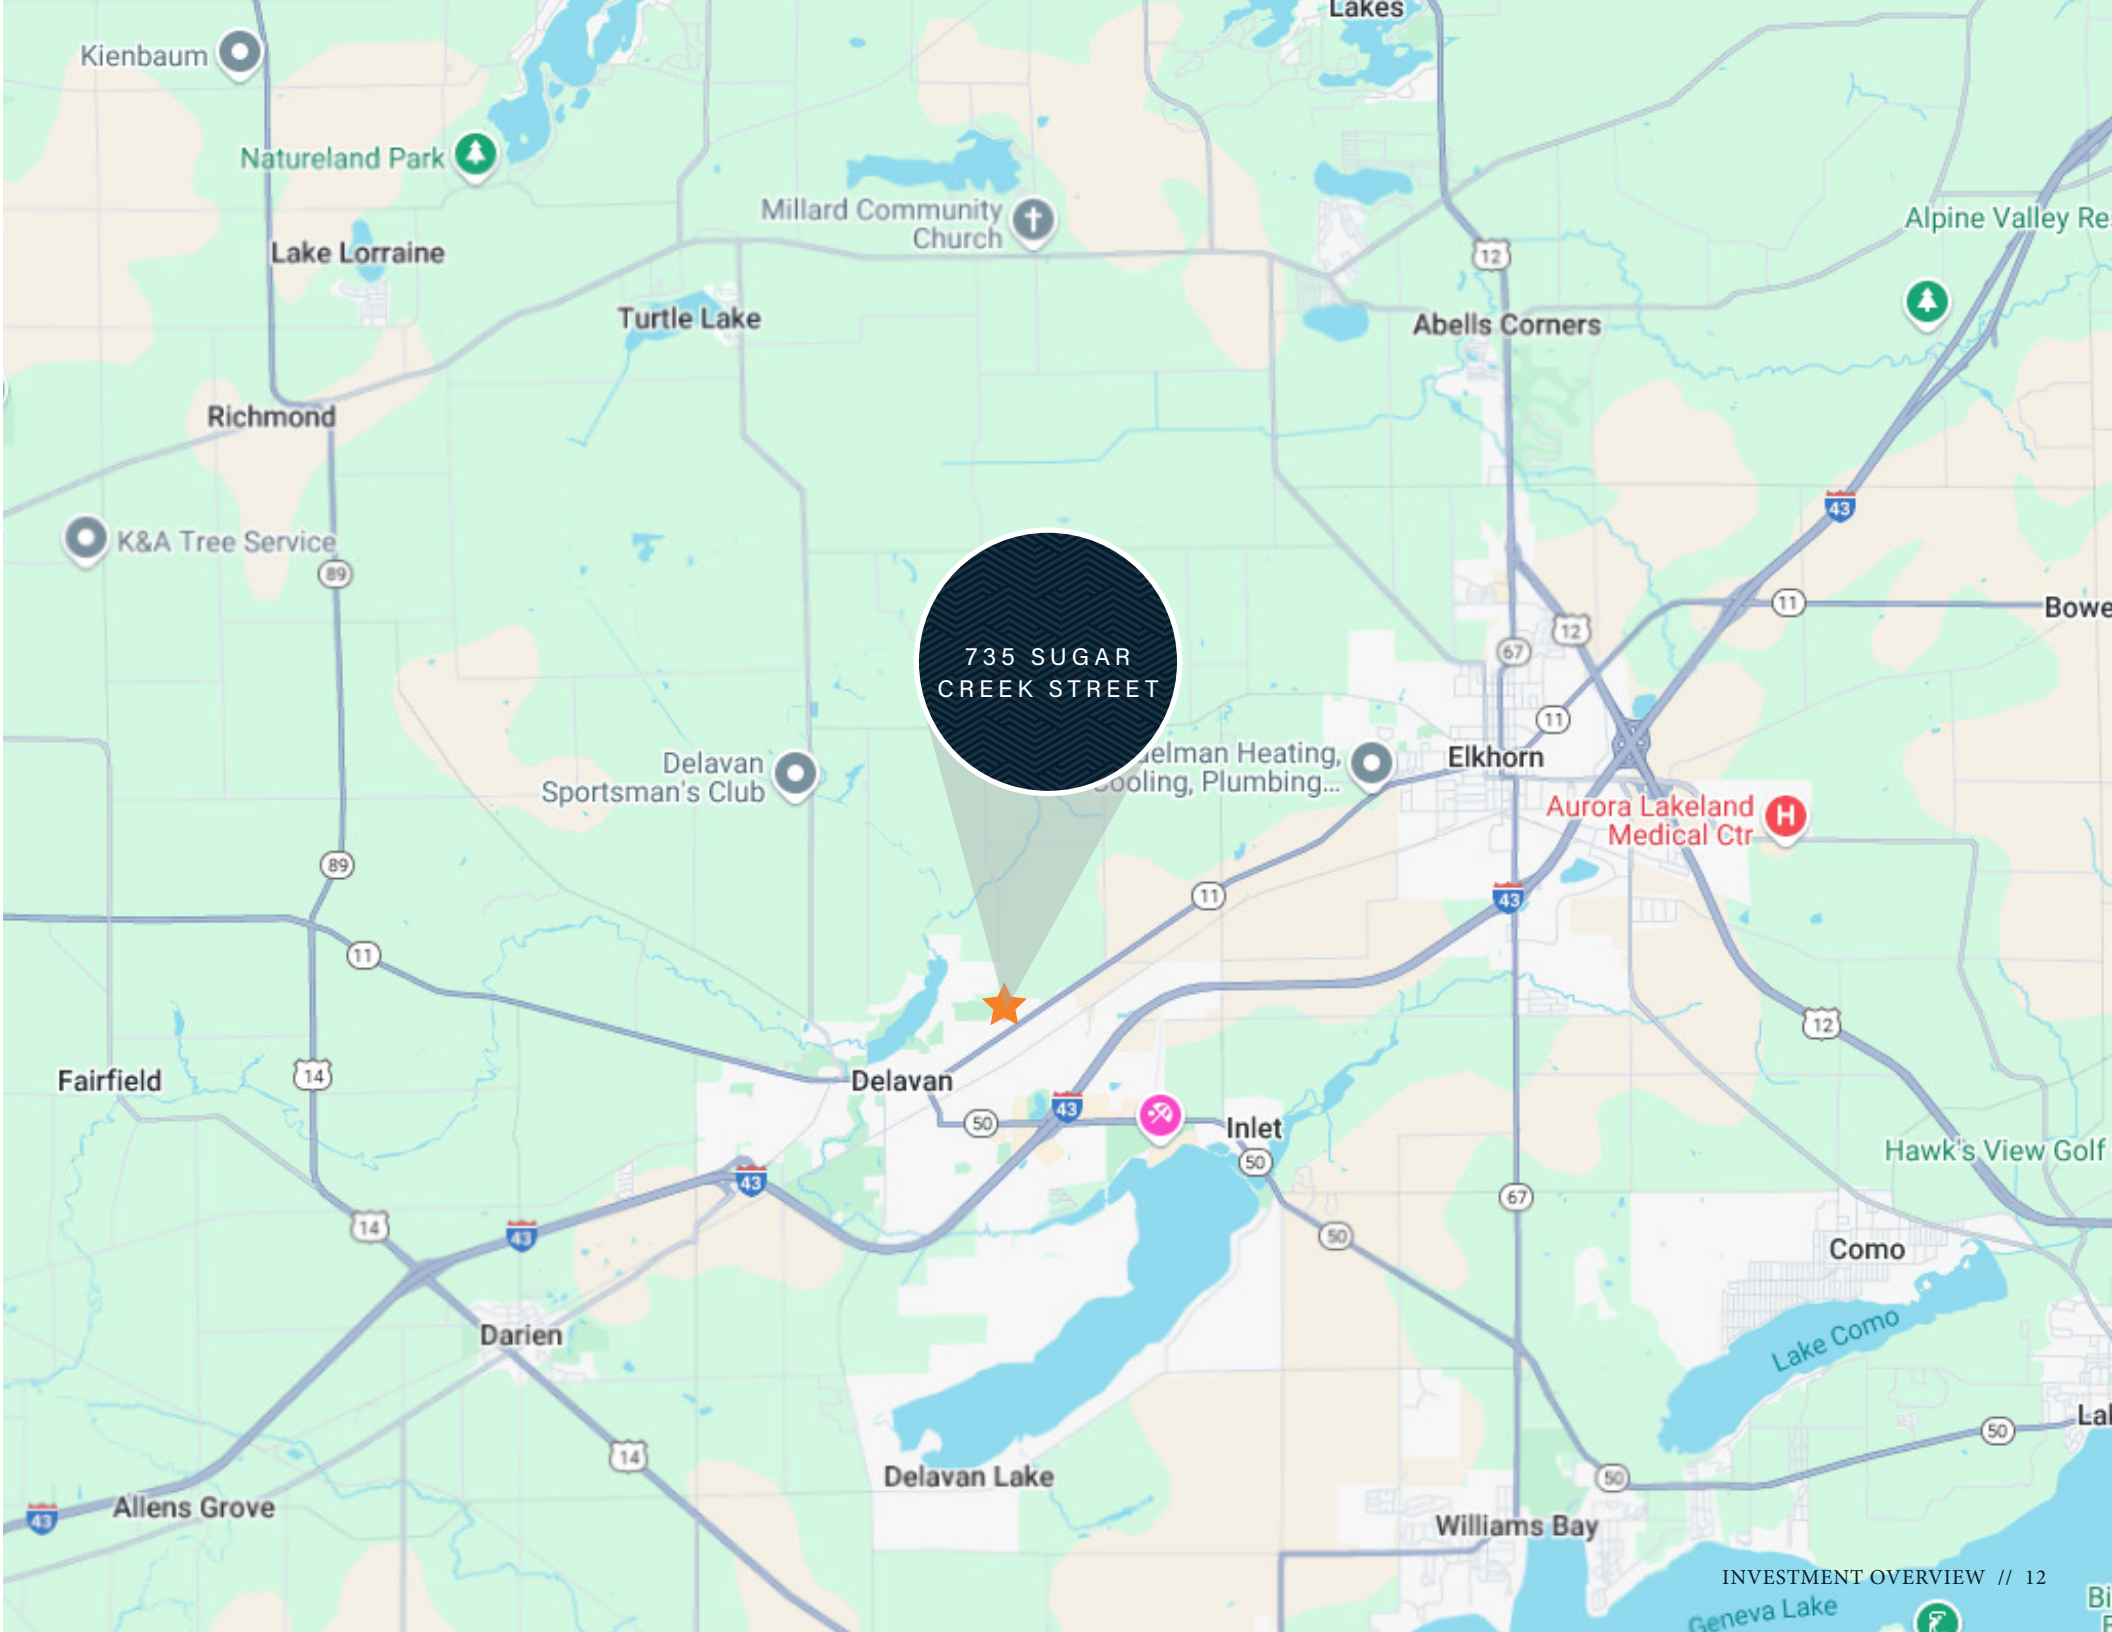 Lakes
Kienbaum
Natureland Park
Millard Community
Church
Alpine Valley Re
Lake Lorraine
12
Turtle Lake
Abells Corners
Richmond
43
K&A Tree Service
89
11
Bowe
12
67
735 SUGAR
CREEK STREET
11
Delavan
Sportsman's Club
elman Heating,
Cooling, Plumbing...
Elkhorn
Aurora Lakeland
Medical Ctr
H
89
11
43
11
12
Fairfield
14
Delavan
43
50
Inlet
50
Hawk's View Golf
43
67
14
43
50
Como
Darien
Lake Como
Lal
50
14
Delavan Lake
50
43
Allens Grove
Williams Bay
INVESTMENT OVERVIEW // 12
Geneva Lake
Bi